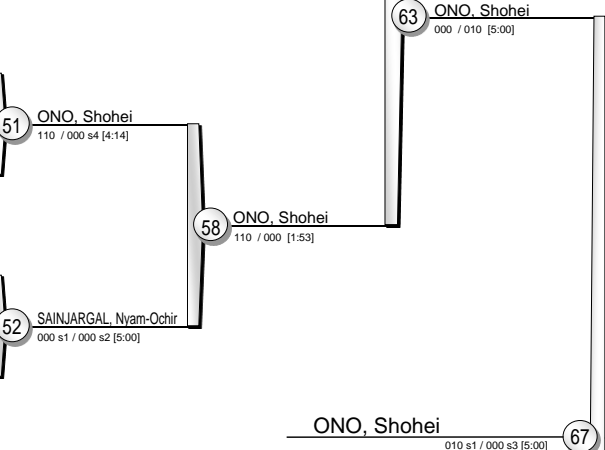 63 ONO, Shohei
000 / 010 [5:00]
51 ONO, Shohei
110 / 000 s4 [4:14]
58 ONO, Shohei
110 / 000 [1:53]
52 SAINJARGAL, Nyam-Ochir
000 s1 / 000 s2 [5:00]
ONO, Shohei 67
010 s1 / 000 s3 [5:00]